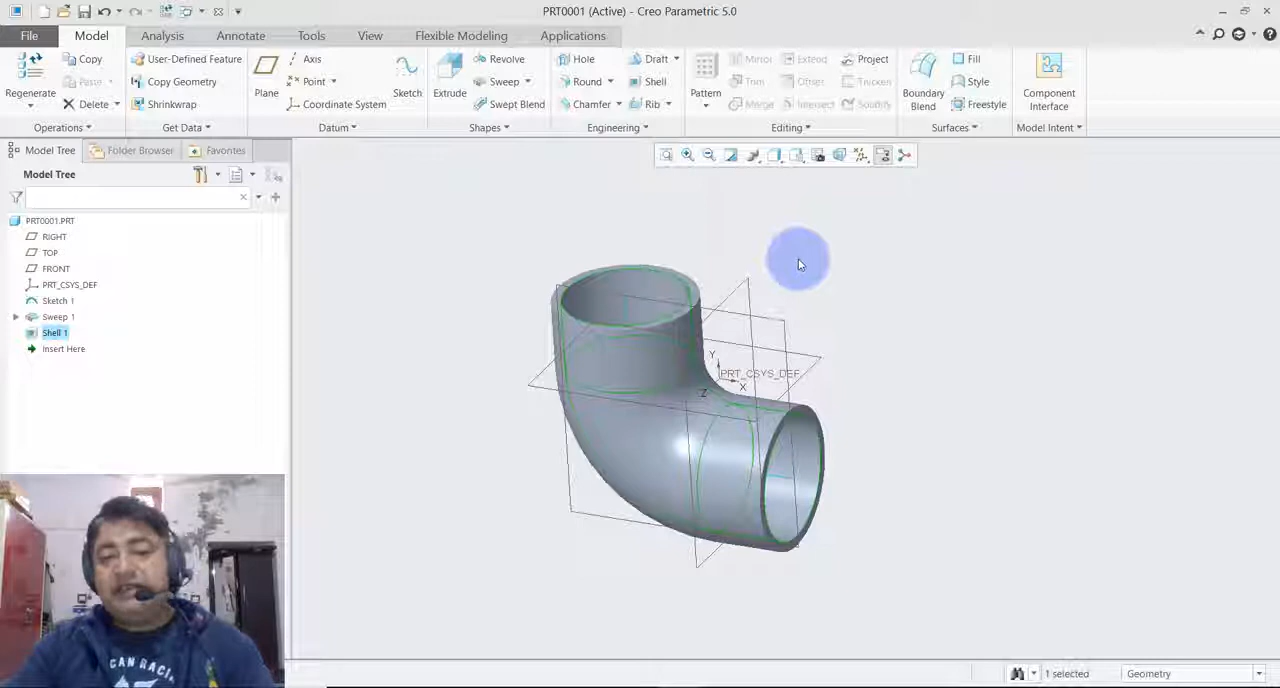 PRT0001 (Active) - Creo Parametric 5.0
File Model Analysis Annotate Tools View Flexible Modeling Applications
Regenerate
Copy
Paste
Delete
Operations
User-Defined Feature
Copy Geometry
Shrinkwrap
Get Data
Plane
Axis
Point
Coordinate System
Sketch
Datum
Extrude
Revolve
Sweep
Swept Blend
Shapes
Hole
Round
Chamfer
Draft
Shell
Rib
Engineering
Pattern
Mirror
Trim
Merge
Extend
Offset
Intersect
Project
Thicken
Solidify
Editing
Boundary
Blend
Fill
Style
Freestyle
Surfaces
Component
Interface
Model Intent
Model Tree Folder Browser Favorites
Model Tree
PRT0001.PRT
RIGHT
TOP
FRONT
PRT_CSYS_DEF
Sketch 1
Sweep 1
Shell 1
Insert Here
Y
PRT_CSYS_DEF
X
Z
CAN RACI
1 selected
Geometry